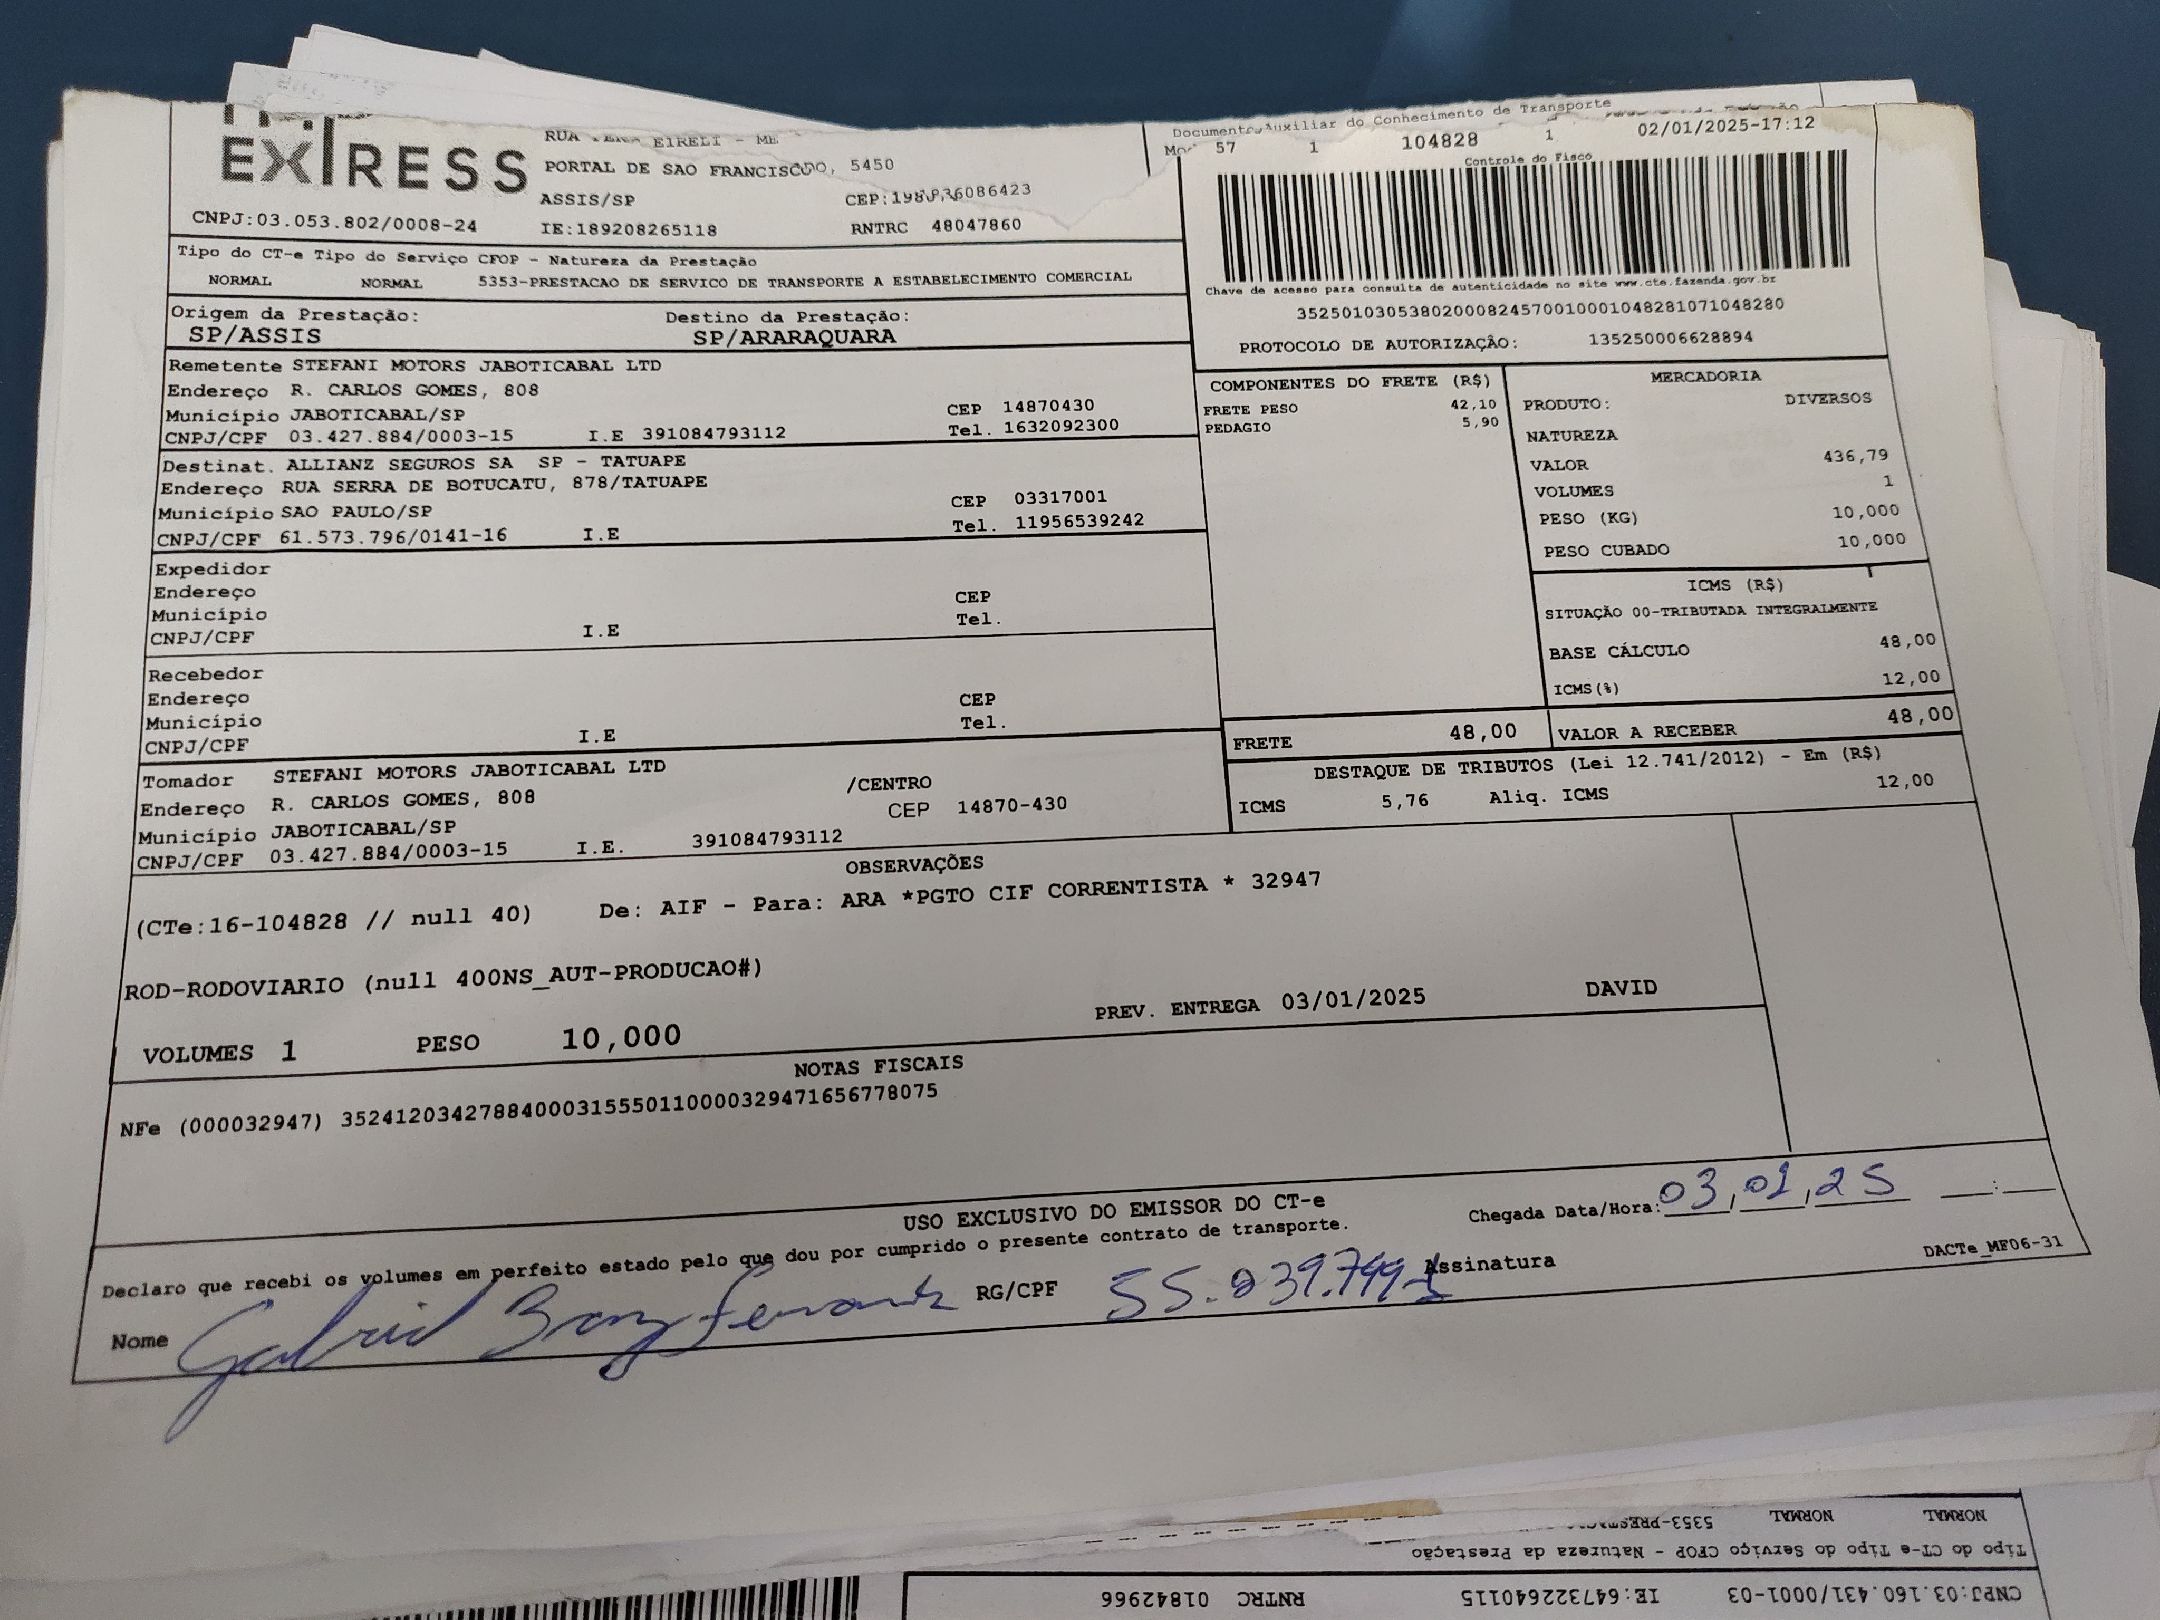 EXPRESS
EIRELI - ME
PORTAL DE SAO FRANCISCO, 5450
ASSIS/SP
CNPJ:03.053.802/0008-24
IE:189208265118
RNTRC 48047860
Documento Auxiliar do Conhecimento de Transporte
57 1 104828 1 02/01/2025-17:12
Controle do Fisco
Chave de acesso para consulta de autenticidade no site www.cte.fazenda.gov.br
35250103053802000824570010001048281071048280
PROTOCOLO DE AUTORIZAÇÃO: 135250006628894
Tipo do CT-e Tipo do Serviço CFOP - Natureza da Prestação
NORMAL NORMAL 5353-PRESTACAO DE SERVICO DE TRANSPORTE A ESTABELECIMENTO COMERCIAL
Origem da Prestação: Destino da Prestação:
SP/ASSIS SP/ARARAQUARA
Remetente STEFANI MOTORS JABOTICABAL LTD
Endereço R. CARLOS GOMES, 808
Município JABOTICABAL/SP CEP 14870430
CNPJ/CPF 03.427.884/0003-15 I.E 391084793112 Tel. 1632092300
Destinat. ALLIANZ SEGUROS SA SP - TATUAPE
Endereço RUA SERRA DE BOTUCATU, 878/TATUAPE
Município SAO PAULO/SP CEP 03317001
CNPJ/CPF 61.573.796/0141-16 I.E Tel. 11956539242
Expedidor
Endereço
Município CEP
CNPJ/CPF I.E Tel.
Recebedor
Endereço
Município CEP
CNPJ/CPF I.E Tel.
Tomador STEFANI MOTORS JABOTICABAL LTD
Endereço R. CARLOS GOMES, 808 /CENTRO
Município JABOTICABAL/SP CEP 14870-430
CNPJ/CPF 03.427.884/0003-15 I.E. 391084793112
COMPONENTES DO FRETE (R$)
FRETE PESO 42,10
PEDAGIO 5,90
MERCADORIA
PRODUTO: DIVERSOS
NATUREZA
VALOR 436,79
VOLUMES 1
PESO (KG) 10,000
PESO CUBADO 10,000
ICMS (R$)
SITUAÇÃO 00-TRIBUTADA INTEGRALMENTE
BASE CÁLCULO 48,00
ICMS(%) 12,00
FRETE 48,00 VALOR A RECEBER 48,00
DESTAQUE DE TRIBUTOS (Lei 12.741/2012) - Em (R$)
ICMS 5,76 Aliq. ICMS 12,00
OBSERVAÇÕES
(CTe:16-104828 // null 40) De: AIF - Para: ARA *PGTO CIF CORRENTISTA * 32947
ROD-RODOVIARIO (null 400NS_AUT-PRODUCAO#)
VOLUMES 1 PESO 10,000 PREV. ENTREGA 03/01/2025 DAVID
NOTAS FISCAIS
NFe (000032947) 35241203427884000315550110000329471656778075
USO EXCLUSIVO DO EMISSOR DO CT-e
Declaro que recebi os volumes em perfeito estado pelo que dou por cumprido o presente contrato de transporte.
Chegada Data/Hora: 03,01,25 __:__
Nome Gabriel RG/CPF Assinatura
DACTe_MF06-31
NORMAL NORMAL
Tipo do CT-e Tipo do Serviço CFOP - Natureza da Prestação
CNPJ:03.160.431/0001-03 IE:647322640115 RNTRC 01842966